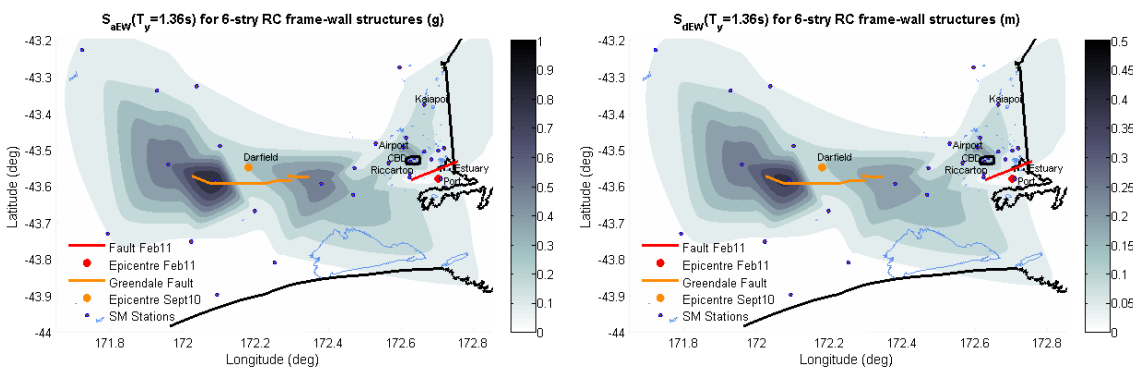 S_aEW(T_y=1.36s) for 6-stry RC frame-wall structures (g)
-43.2
-43.3
-43.4
-43.5
-43.6
-43.7
-43.8
-43.9
-44
Latitude (deg)
Kaiapoi
Airport
CBD
Riccarton
Darfield
Estuary
Port
Fault Feb11
Epicentre Feb11
Greendale Fault
Epicentre Sept10
SM Stations
171.8
172
172.2
172.4
172.6
172.8
Longitude (deg)
1
0.9
0.8
0.7
0.6
0.5
0.4
0.3
0.2
0.1
0
S_dEW(T_y=1.36s) for 6-stry RC frame-wall structures (m)
-43.2
-43.3
-43.4
-43.5
-43.6
-43.7
-43.8
-43.9
-44
Latitude (deg)
Kaiapoi
Airport
CBD
Riccarton
Darfield
Estuary
Port
Fault Feb11
Epicentre Feb11
Greendale Fault
Epicentre Sept10
SM Stations
171.8
172
172.2
172.4
172.6
172.8
Longitude (deg)
0.5
0.45
0.4
0.35
0.3
0.25
0.2
0.15
0.1
0.05
0